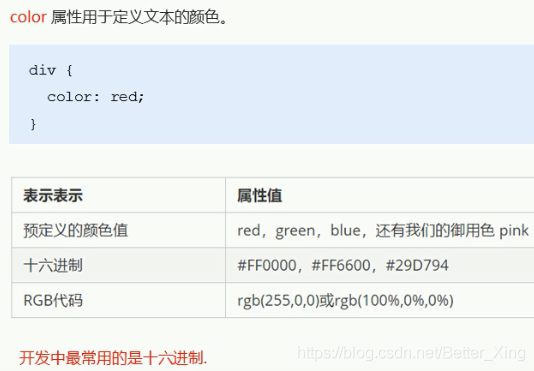 color 属性用于定义文本的颜色。
div {
color: red;
}
表示表示 属性值
预定义的颜色值 red，green，blue，还有我们的御用色 pink
十六进制 #FF0000，#FF6600，#29D794
RGB代码 rgb(255,0,0)或rgb(100%,0%,0%)
开发中最常用的是十六进制.
https://blog.csdn.net/Better_Xing